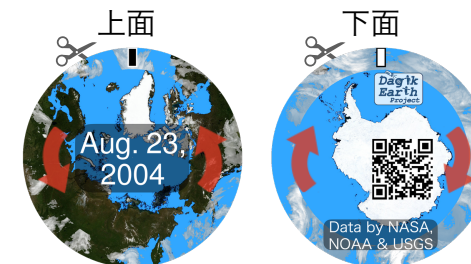 上面
下面
Dagik
Earth
Project
Aug. 23,
2004
Data by NASA,
NOAA & USGS